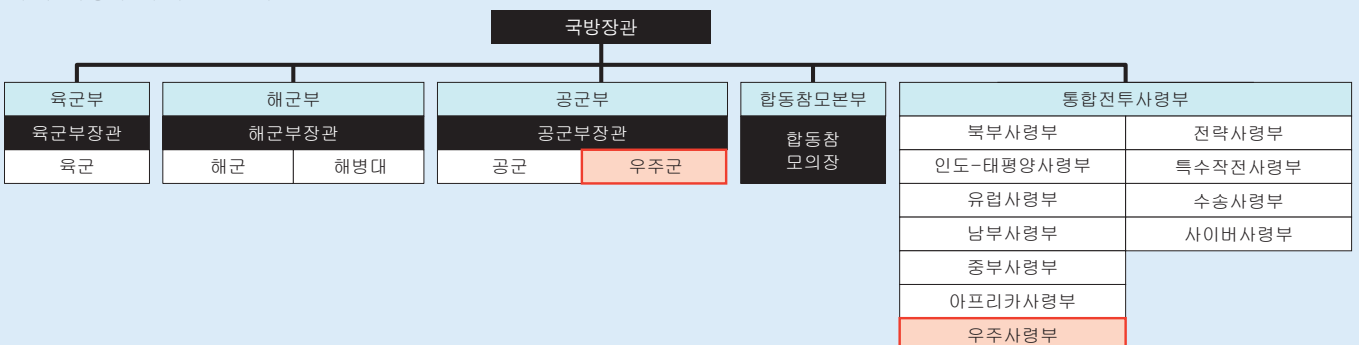 국방장관
육군부
육군부장관
육군
해군부
해군부장관
해군 해병대
공군부
공군부장관
공군 우주군
합동참모본부
합동참
모의장
통합전투사령부
북부사령부 전략사령부
인도-태평양사령부 특수작전사령부
유럽사령부 수송사령부
남부사령부 사이버사령부
중부사령부
아프리카사령부
우주사령부